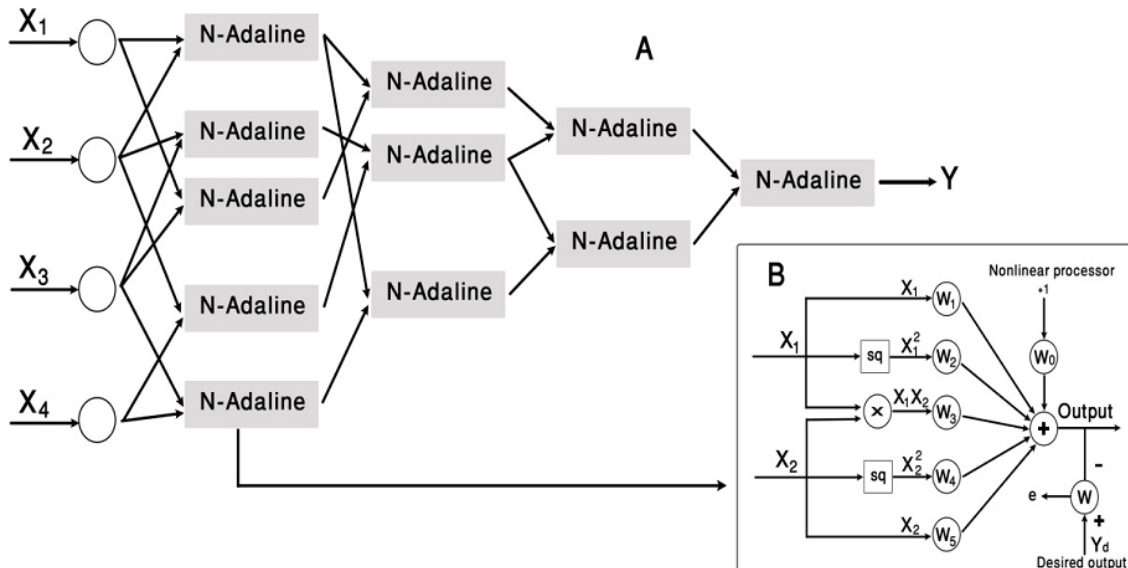 X1
X2
X3
X4
N-Adaline
N-Adaline
N-Adaline
N-Adaline
N-Adaline
N-Adaline
N-Adaline
N-Adaline
N-Adaline
N-Adaline
N-Adaline
Y
A
B
Nonlinear processor
+1
X1
W1
W0
X1
sq
X1²
W2
×
X1X2
W3
+
Output
X2
sq
X2²
W4
-
e
W
X2
W5
+
Yd
Desired output